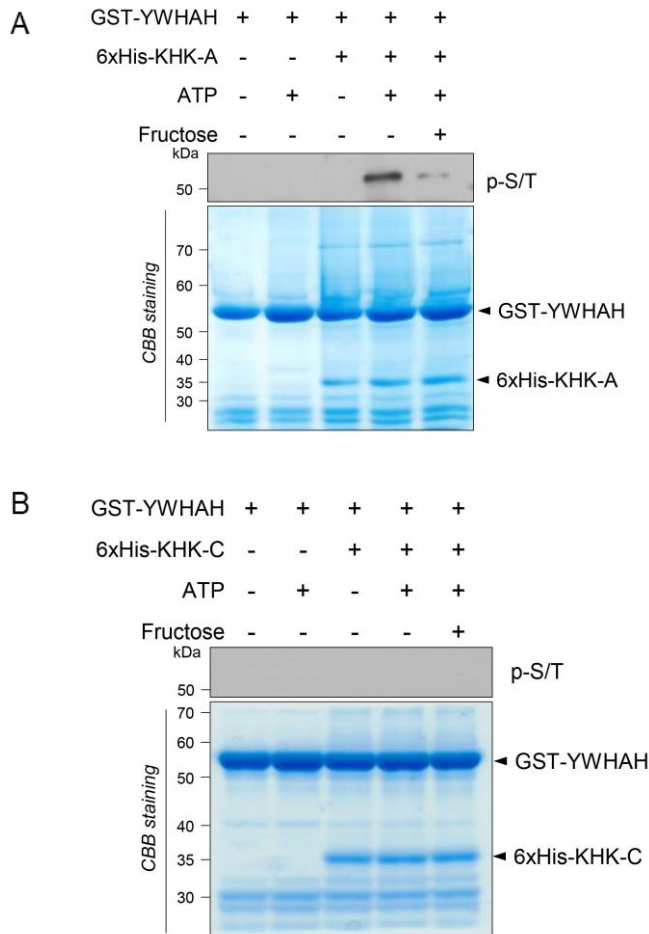 A
GST-YWHAH + + + + +
6xHis-KHK-A - - + + +
ATP - + - + +
Fructose - - - - +
kDa
50
p-S/T
CBB staining
70
60
50
40
35
30
GST-YWHAH
6xHis-KHK-A
B
GST-YWHAH + + + + +
6xHis-KHK-C - - + + +
ATP - + - + +
Fructose - - - - +
kDa
50
p-S/T
CBB staining
70
60
50
40
35
30
GST-YWHAH
6xHis-KHK-C